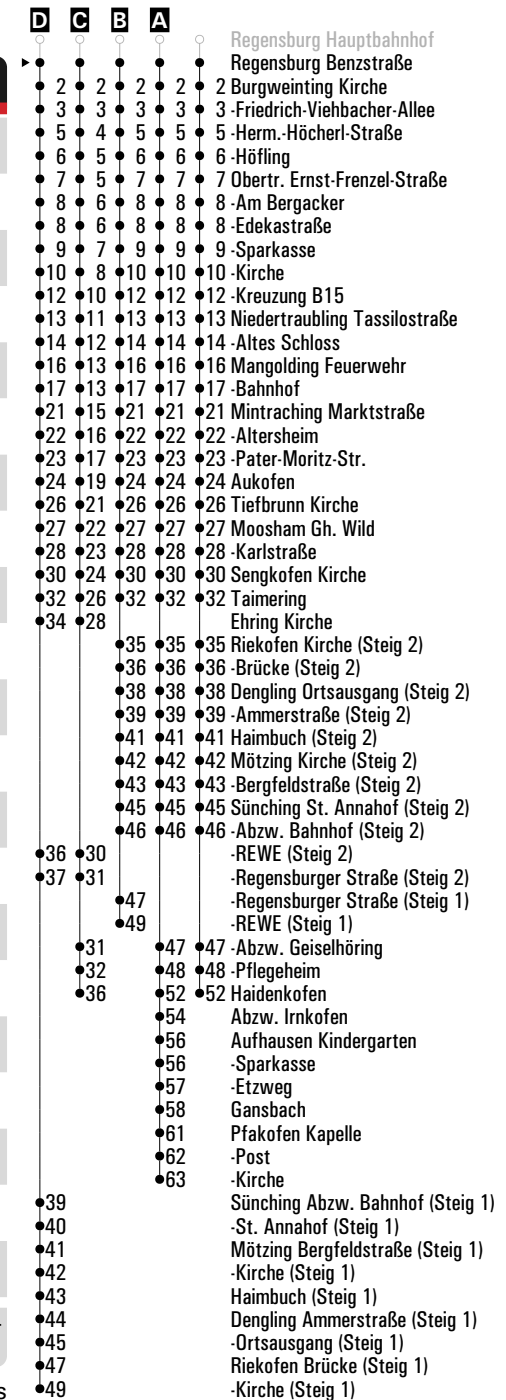 D C B A
Regensburg Hauptbahnhof
Regensburg Benzstraße
2 2 2 2 2 Burgweinting Kirche
3 3 3 3 3 -Friedrich-Viehbacher-Allee
5 4 5 5 5 -Herm.-Höcherl-Straße
6 5 6 6 6 -Höfling
7 5 7 7 7 Obertr. Ernst-Frenzel-Straße
8 6 8 8 8 -Am Bergacker
8 6 8 8 8 -Edekastraße
9 7 9 9 9 -Sparkasse
10 8 10 10 10 -Kirche
12 10 12 12 12 -Kreuzung B15
13 11 13 13 13 Niedertraubling Tassilostraße
14 12 14 14 14 -Altes Schloss
16 13 16 16 16 Mangolding Feuerwehr
17 13 17 17 17 -Bahnhof
21 15 21 21 21 Mintraching Marktstraße
22 16 22 22 22 -Altersheim
23 17 23 23 23 -Pater-Moritz-Str.
24 19 24 24 24 Aukofen
26 21 26 26 26 Tiefbrunn Kirche
27 22 27 27 27 Moosham Gh. Wild
28 23 28 28 28 -Karlstraße
30 24 30 30 30 Sengkofen Kirche
32 26 32 32 32 Taimering
34 28 Ehring Kirche
35 35 35 Riekofen Kirche (Steig 2)
36 36 36 -Brücke (Steig 2)
38 38 38 Dengling Ortsausgang (Steig 2)
39 39 39 -Ammerstraße (Steig 2)
41 41 41 Haimbuch (Steig 2)
42 42 42 Mötzing Kirche (Steig 2)
43 43 43 -Bergfeldstraße (Steig 2)
45 45 45 Sünching St. Annahof (Steig 2)
46 46 46 -Abzw. Bahnhof (Steig 2)
36 30 -REWE (Steig 2)
37 31 -Regensburger Straße (Steig 2)
47 -Regensburger Straße (Steig 1)
49 -REWE (Steig 1)
31 47 47 -Abzw. Geiselhöring
32 48 48 -Pflegeheim
36 52 52 Haidenkofen
54 Abzw. Irnkofen
56 Aufhausen Kindergarten
56 -Sparkasse
57 -Etzweg
58 Gansbach
61 Pfakofen Kapelle
62 -Post
63 -Kirche
39 Sünching Abzw. Bahnhof (Steig 1)
40 -St. Annahof (Steig 1)
41 Mötzing Bergfeldstraße (Steig 1)
42 -Kirche (Steig 1)
43 Haimbuch (Steig 1)
44 Dengling Ammerstraße (Steig 1)
45 -Ortsausgang (Steig 1)
47 Riekofen Brücke (Steig 1)
49 -Kirche (Steig 1)